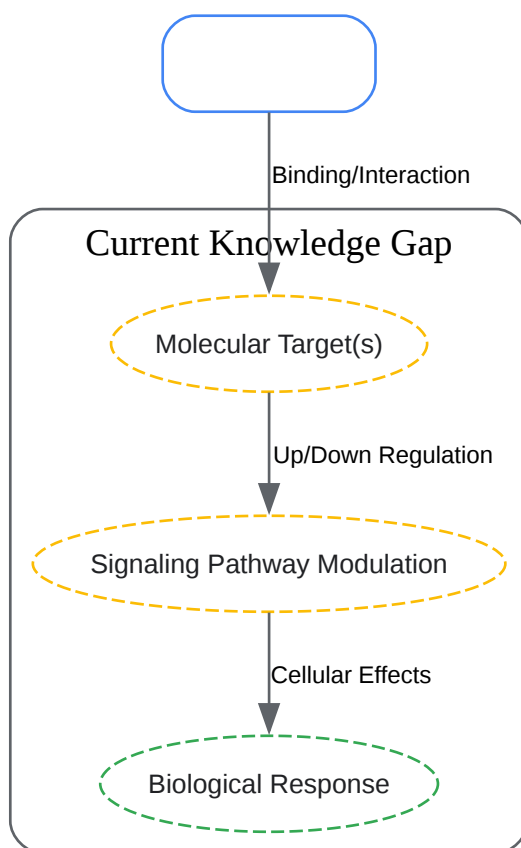 Binding/Interaction
Current Knowledge Gap
Molecular Target(s)
Up/Down Regulation
Signaling Pathway Modulation
Cellular Effects
Biological Response